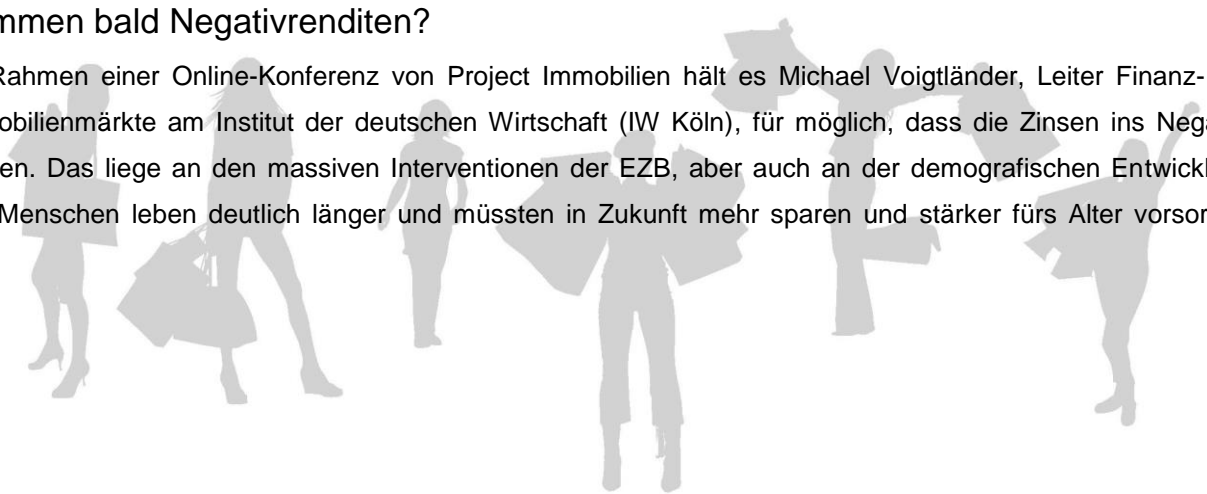 mmen bald Negativrenditen?
Rahmen einer Online-Konferenz von Project Immobilien hält es Michael Voigtländer, Leiter Finanz-
obilienmärkte am Institut der deutschen Wirtschaft (IW Köln), für möglich, dass die Zinsen ins Nega
en. Das liege an den massiven Interventionen der EZB, aber auch an der demografischen Entwickl
Menschen leben deutlich länger und müssten in Zukunft mehr sparen und stärker fürs Alter vorsor